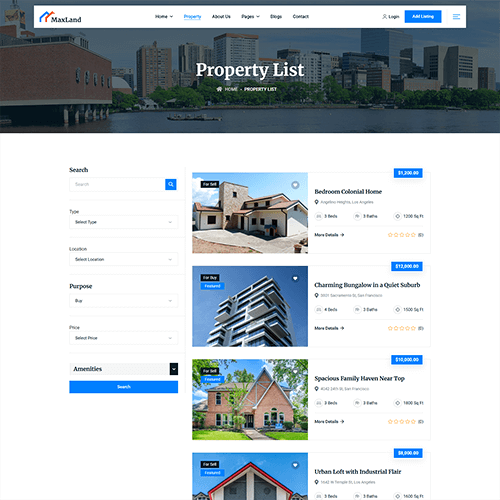 MaxLand
Home Property About Us Pages Blogs Contact
Login
Add Listing
Property List
HOME • PROPERTY LIST
Search
Search
Type
Select Type
Location
Select Location
Purpose
Buy
Price
Select Price
Amenities
Search
$1,200.00
For Sell
Bedroom Colonial Home
Angelino Heights, Los Angeles
3 Beds 3 Baths 1200 Sq Ft
More Details → (0)
$12,000.00
For Buy
Featured
Charming Bungalow in a Quiet Suburb
3501 Sacramento St, San Francisco
4 Beds 3 Baths 1500 Sq Ft
More Details → (0)
$10,000.00
For Sell
Featured
Spacious Family Haven Near Top
4042 24th St, San Francisco
3 Beds 3 Baths 1800 Sq Ft
More Details → (0)
$8,000.00
For Sell
Featured
Urban Loft with Industrial Flair
1042 W Temple St, Los Angeles
3 Beds 3 Baths 1600 Sq Ft